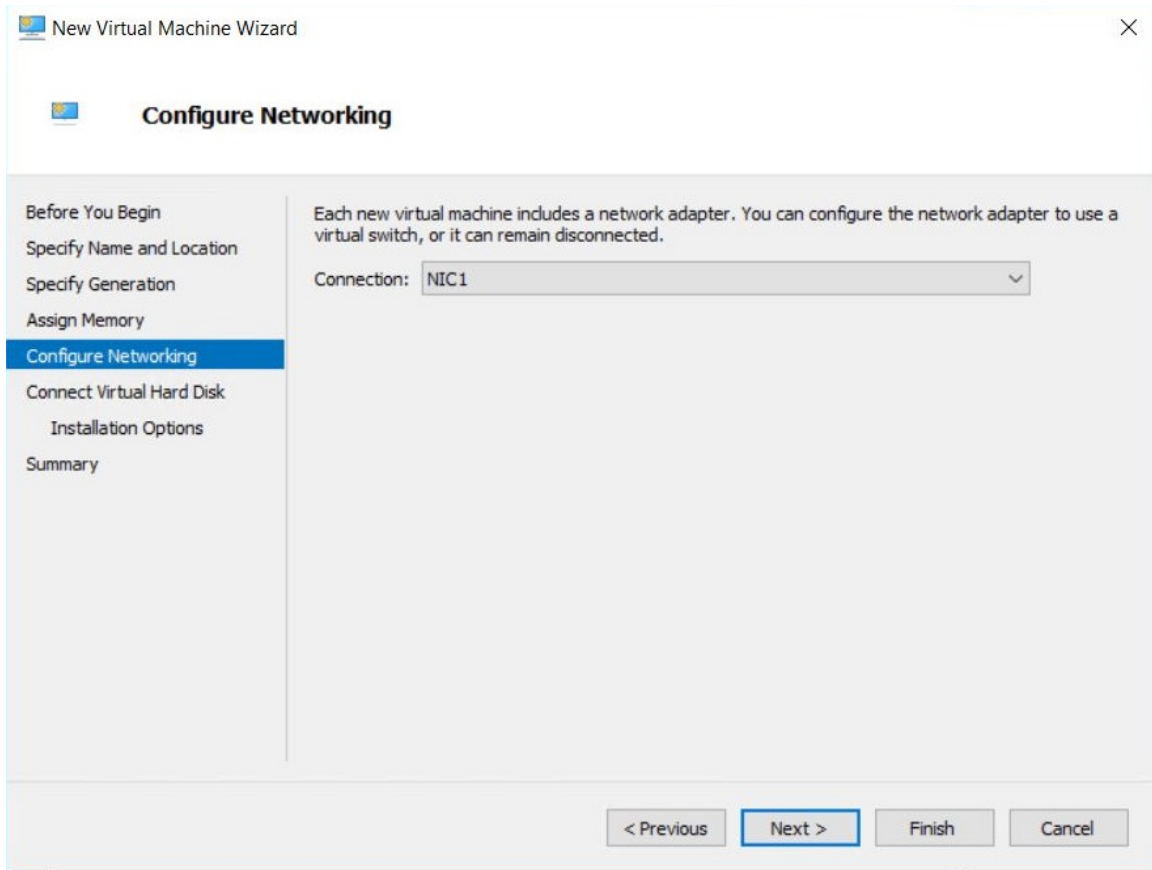 New Virtual Machine Wizard
Configure Networking
Before You Begin
Specify Name and Location
Specify Generation
Assign Memory
Configure Networking
Connect Virtual Hard Disk
Installation Options
Summary
Each new virtual machine includes a network adapter. You can configure the network adapter to use a
virtual switch, or it can remain disconnected.
Connection: NIC1
< Previous Next > Finish Cancel